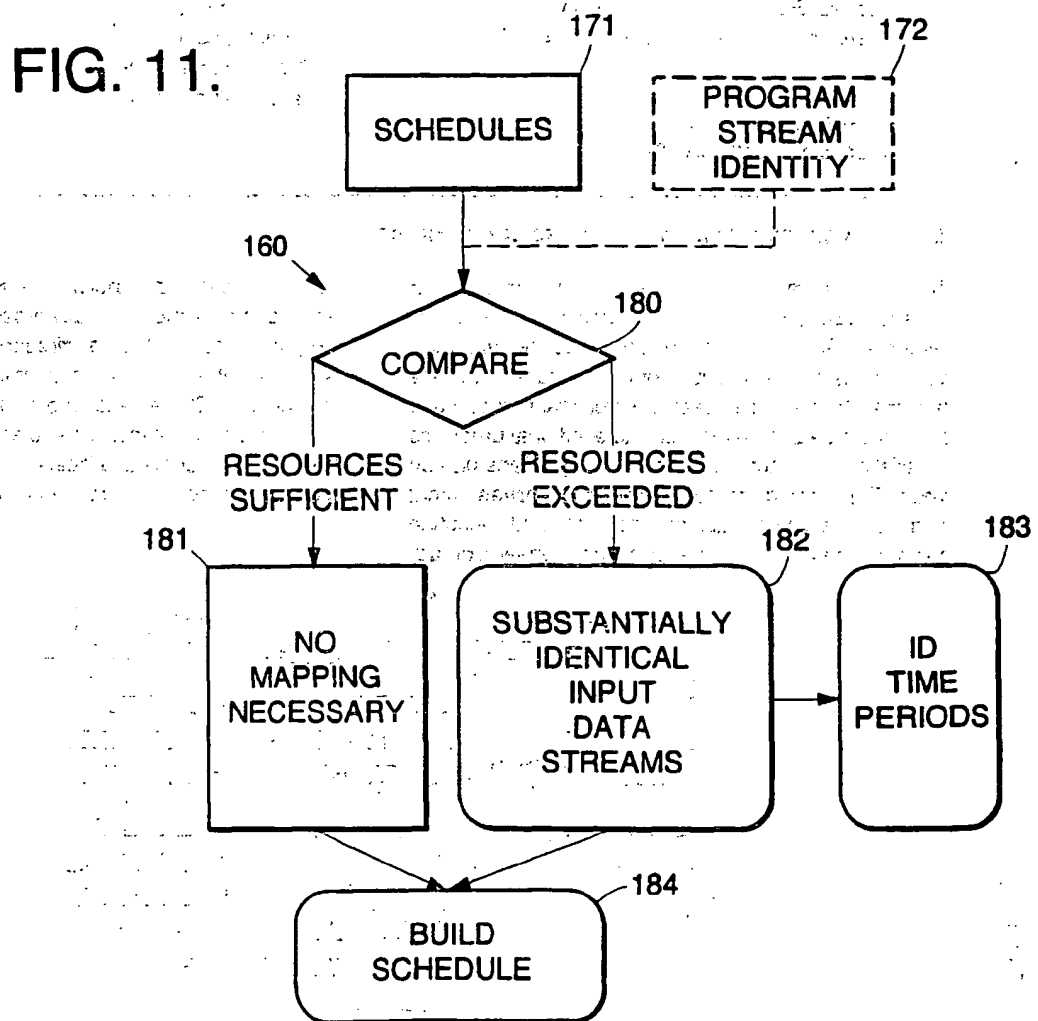 FIG. 11.
171
172
SCHEDULES
PROGRAM
STREAM
IDENTITY
160
180
COMPARE
RESOURCES
SUFFICIENT
RESOURCES
EXCEEDED
181
182
183
NO
MAPPING
NECESSARY
SUBSTANTIALLY
IDENTICAL
INPUT
DATA
STREAMS
ID
TIME
PERIODS
184
BUILD
SCHEDULE